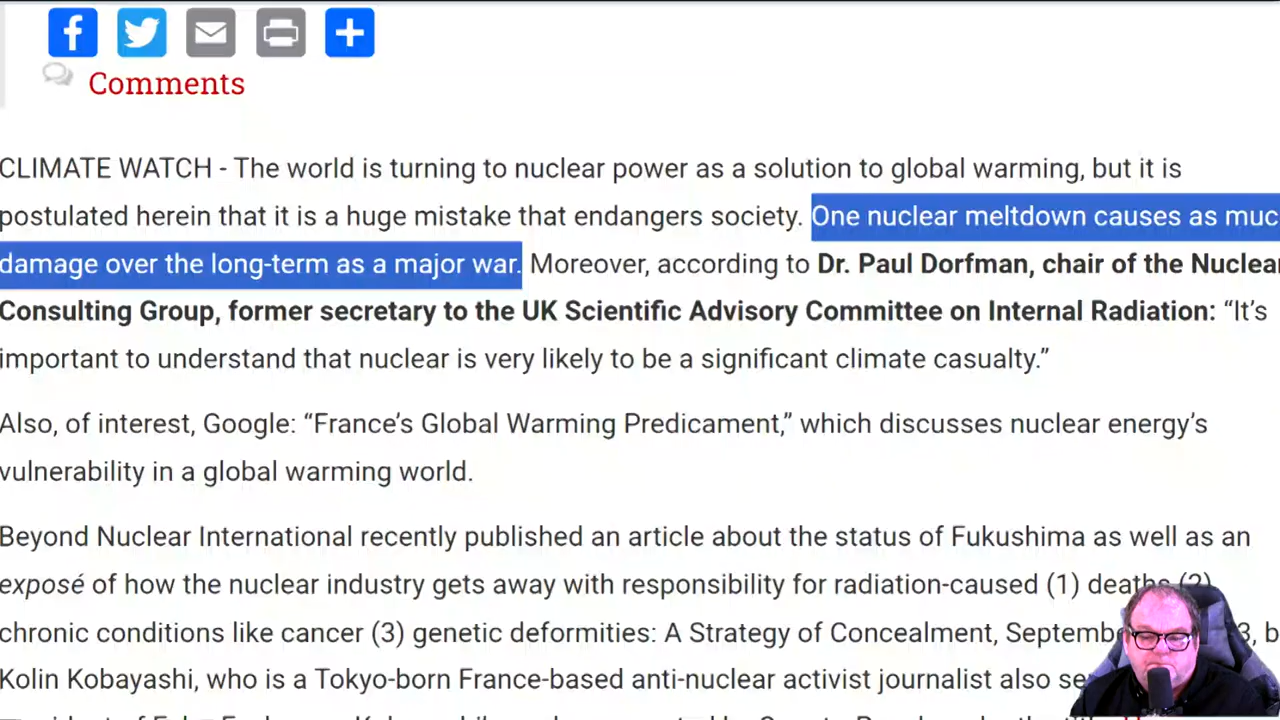 Comments
CLIMATE WATCH - The world is turning to nuclear power as a solution to global warming, but it is
postulated herein that it is a huge mistake that endangers society. One nuclear meltdown causes as muc
damage over the long-term as a major war. Moreover, according to Dr. Paul Dorfman, chair of the Nuclear
Consulting Group, former secretary to the UK Scientific Advisory Committee on Internal Radiation: “It’s
important to understand that nuclear is very likely to be a significant climate casualty.”
Also, of interest, Google: “France’s Global Warming Predicament,” which discusses nuclear energy’s
vulnerability in a global warming world.
Beyond Nuclear International recently published an article about the status of Fukushima as well as an
exposé of how the nuclear industry gets away with responsibility for radiation-caused (1) deaths (2)
chronic conditions like cancer (3) genetic deformities: A Strategy of Concealment, Septemb 3, b
Kolin Kobayashi, who is a Tokyo-born France-based anti-nuclear activist journalist also se